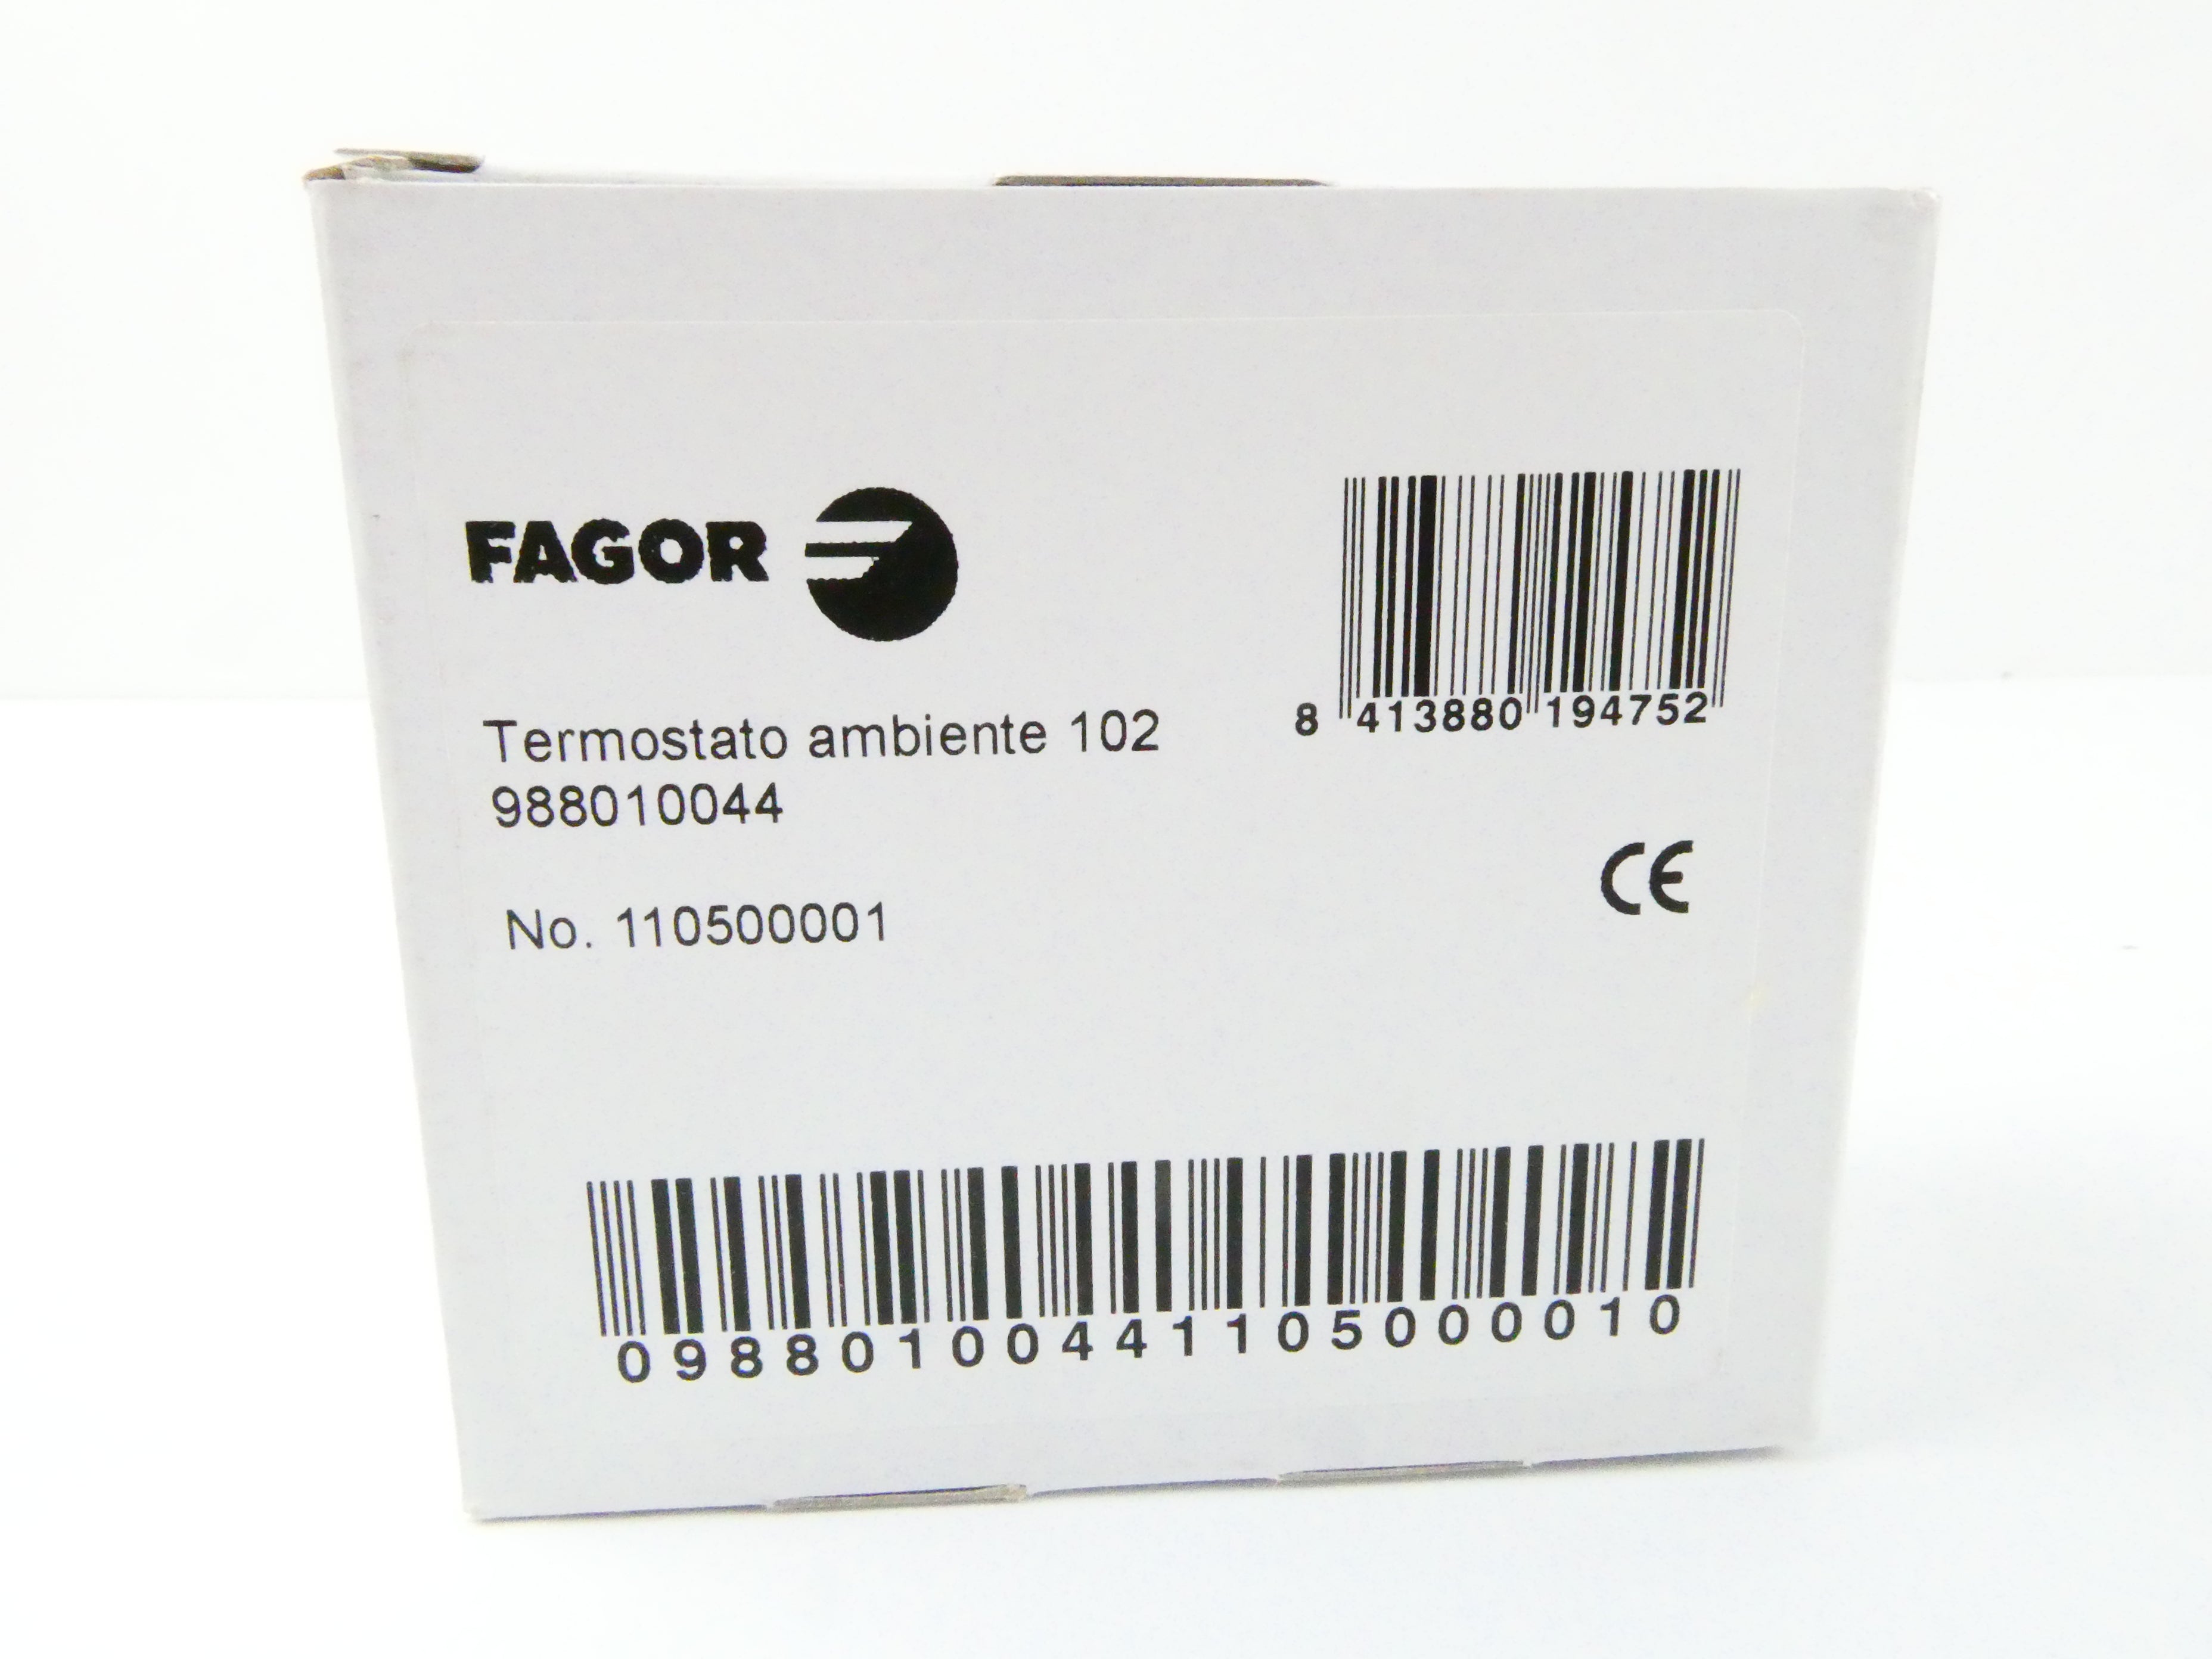 FAGOR
8 413880 194752
Termostato ambiente 102
988010044
CE
No. 110500001
09880100441105000010